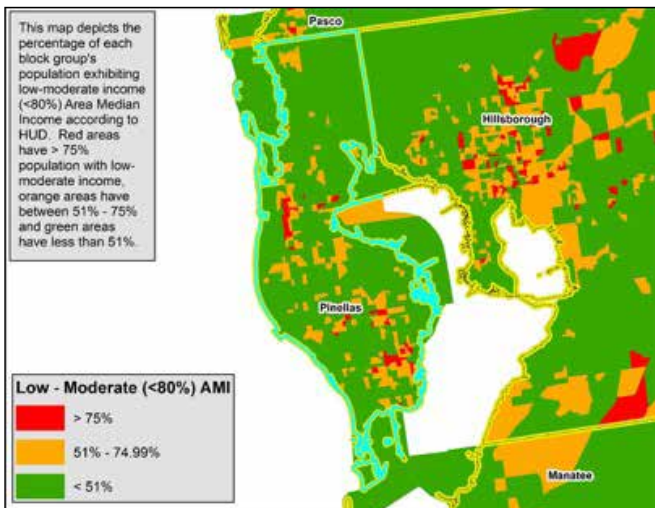 This map depicts the
percentage of each
block group's
population exhibiting
low-moderate income
(<80%) Area Median
Income according to
HUD. Red areas
have > 75%
population with low-
moderate income,
orange areas have
between 51% - 75%
and green areas
have less than 51%.
Pasco
Hillsborough
Pinellas
Manatee
Low - Moderate (<80%) AMI
> 75%
51% - 74.99%
< 51%